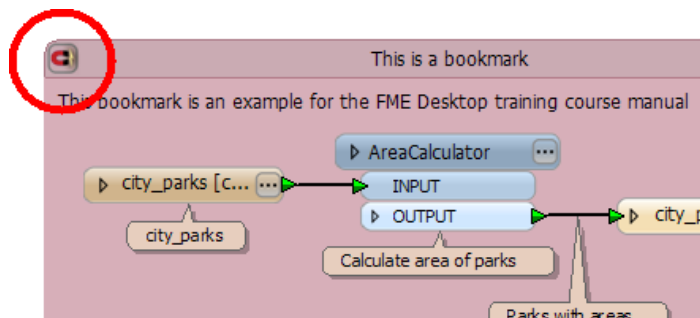 This is a bookmark
This bookmark is an example for the FME Desktop training course manual
AreaCalculator
city_parks [c...
INPUT
OUTPUT
city_p
city_parks
Calculate area of parks
Parks with areas